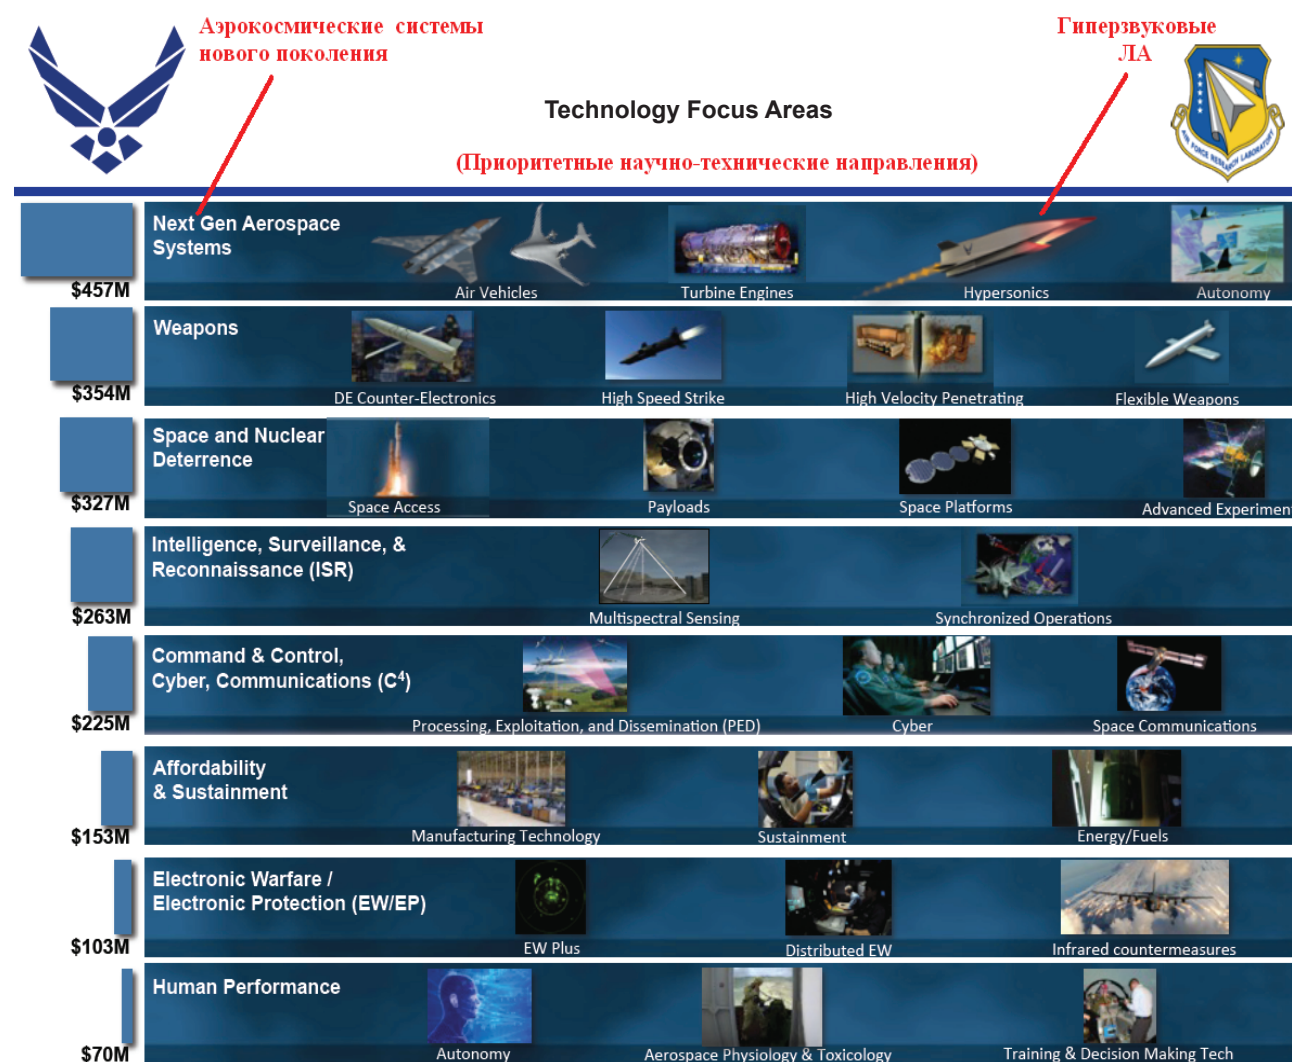 Аэрокосмические системы
нового поколения
Гиперзвуковые
ЛА
Technology Focus Areas
(Приоритетные научно-технические направления)
AIR FORCE RESEARCH LABORATORY
Next Gen Aerospace
Systems
$457M
Air Vehicles
Turbine Engines
Hypersonics
Autonomy
Weapons
$354M
DE Counter-Electronics
High Speed Strike
High Velocity Penetrating
Flexible Weapons
Space and Nuclear
Deterrence
$327M
Space Access
Payloads
Space Platforms
Advanced Experimen
Intelligence, Surveillance, &
Reconnaissance (ISR)
$263M
Multispectral Sensing
Synchronized Operations
Command & Control,
Cyber, Communications (C⁴)
$225M
Processing, Exploitation, and Dissemination (PED)
Cyber
Space Communications
Affordability
& Sustainment
$153M
Manufacturing Technology
Sustainment
Energy/Fuels
Electronic Warfare /
Electronic Protection (EW/EP)
$103M
EW Plus
Distributed EW
Infrared countermeasures
Human Performance
$70M
Autonomy
Aerospace Physiology & Toxicology
Training & Decision Making Tech